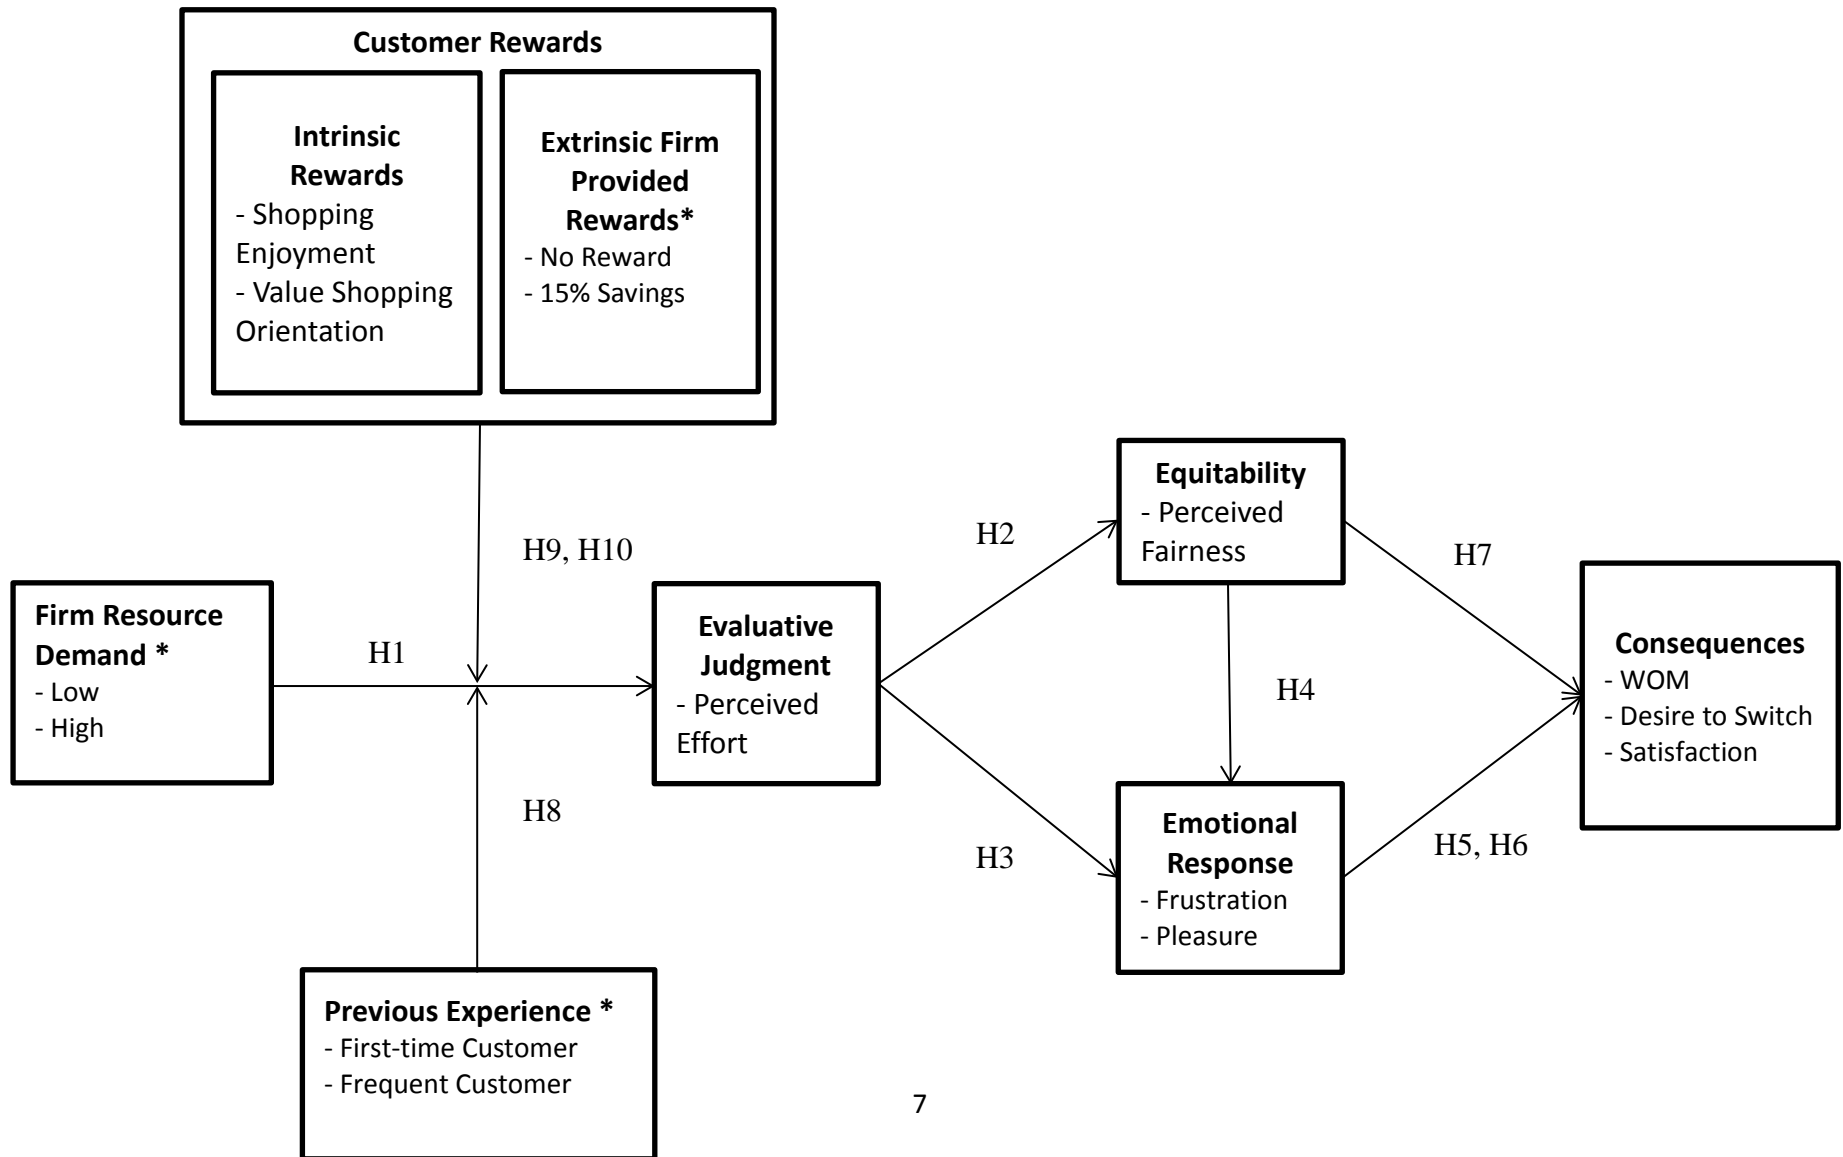 Customer Rewards
Intrinsic
Rewards
- Shopping
Enjoyment
- Value Shopping
Orientation
Extrinsic Firm
Provided
Rewards*
- No Reward
- 15% Savings
H9, H10
Firm Resource
Demand *
- Low
- High
H1
Evaluative
Judgment
- Perceived
Effort
H8
Previous Experience *
- First-time Customer
- Frequent Customer
H2
H3
Equitability
- Perceived
Fairness
H4
Emotional
Response
- Frustration
- Pleasure
H7
H5, H6
Consequences
- WOM
- Desire to Switch
- Satisfaction
7